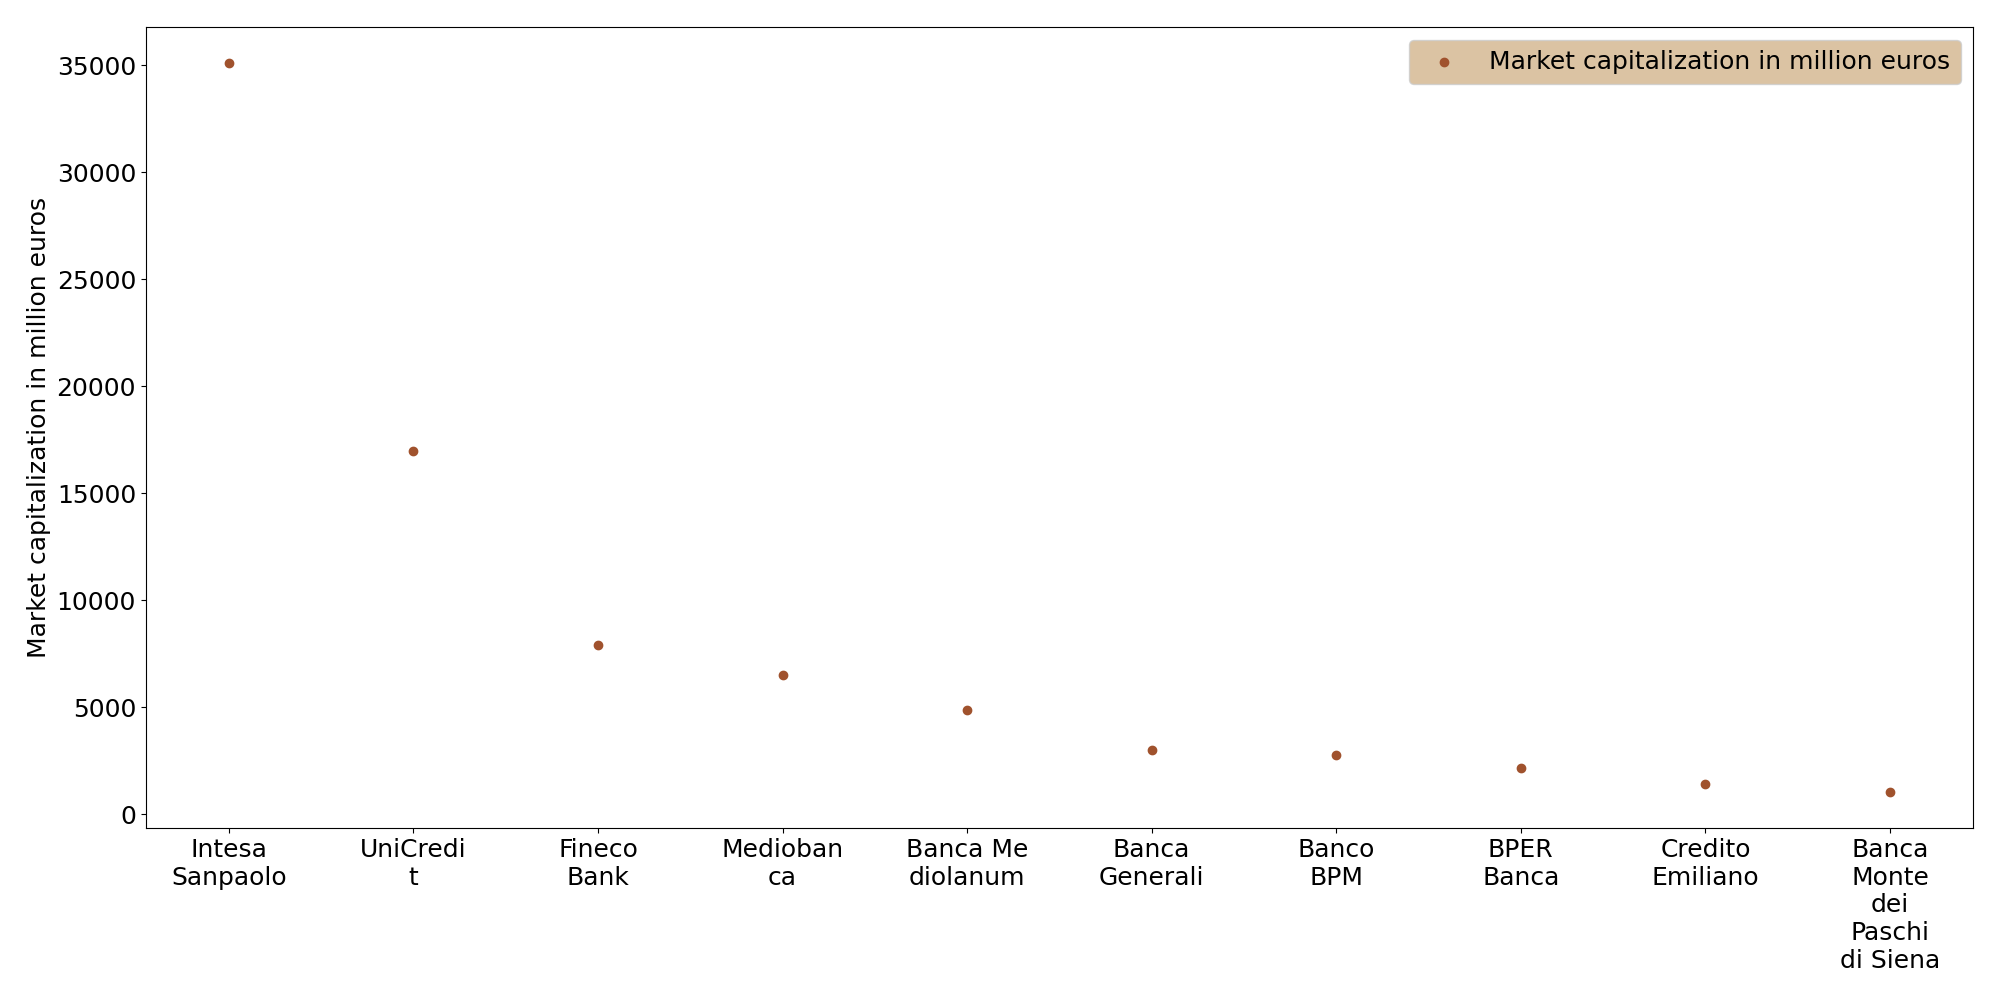 Market capitalization in million euros
35000
30000
25000
20000
15000
10000
5000
0
Market capitalization in million euros
Intesa
Sanpaolo
UniCredi
t
Fineco
Bank
Medioban
ca
Banca Me
diolanum
Banca
Generali
Banco
BPM
BPER
Banca
Credito
Emiliano
Banca
Monte
dei
Paschi
di Siena